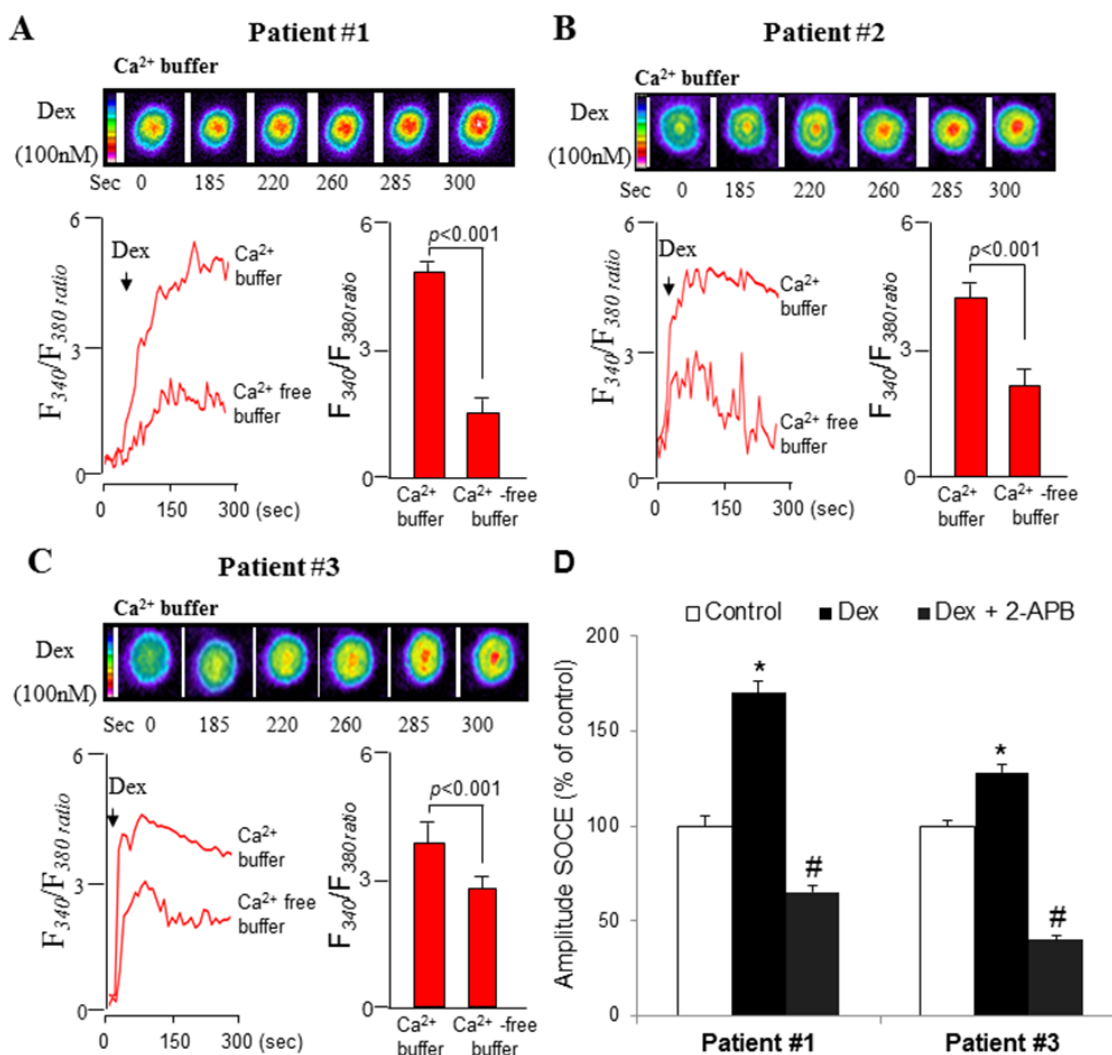 A
Patient #1
Ca²⁺ buffer
Dex
(100nM)
Sec 0 185 220 260 285 300
6
3
0
F340/F380 ratio
Dex
Ca²⁺
buffer
Ca²⁺ free
buffer
0 150 300 (sec)
6
3
0
F340/F380 ratio
p<0.001
Ca²⁺
buffer
Ca²⁺ -free
buffer
B
Patient #2
Ca²⁺ buffer
Dex
(100nM)
Sec 0 185 220 260 285 300
6
3
0
F340/F380 ratio
Dex
Ca²⁺
buffer
Ca²⁺ free
buffer
0 150 300 (sec)
6
3
0
F340/F380 ratio
p<0.001
Ca²⁺
buffer
Ca²⁺ -free
buffer
C
Patient #3
Ca²⁺ buffer
Dex
(100nM)
Sec 0 185 220 260 285 300
6
3
0
F340/F380 ratio
Dex
Ca²⁺
buffer
Ca²⁺ free
buffer
0 150 300 (sec)
6
3
0
F340/F380 ratio
p<0.001
Ca²⁺
buffer
Ca²⁺ -free
buffer
D
Control Dex Dex + 2-APB
Amplitude SOCE (% of control)
200
150
100
50
0
*
#
*
#
Patient #1 Patient #3